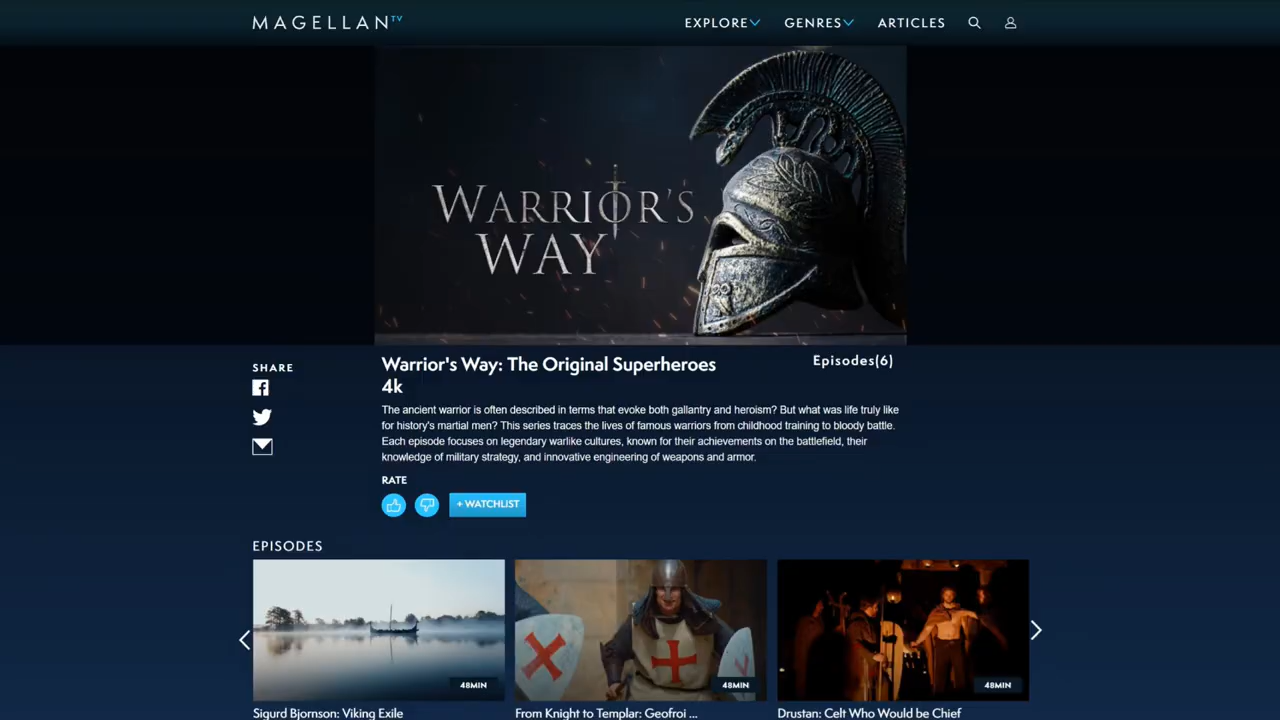 MAGELLANTV
EXPLORE
GENRES
ARTICLES
WARRIOR'S
WAY
SHARE
Warrior's Way: The Original Superheroes
4k
Episodes(6)
The ancient warrior is often described in terms that evoke both gallantry and heroism? But what was life truly like
for history's martial men? This series traces the lives of famous warriors from childhood training to bloody battle.
Each episode focuses on legendary warlike cultures, known for their achievements on the battlefield, their
knowledge of military strategy, and innovative engineering of weapons and armor.
RATE
+ WATCHLIST
EPISODES
48MIN
48MIN
48MIN
Sigurd Bjornson: Viking Exile
From Knight to Templar: Geofroi ...
Drustan: Celt Who Would be Chief